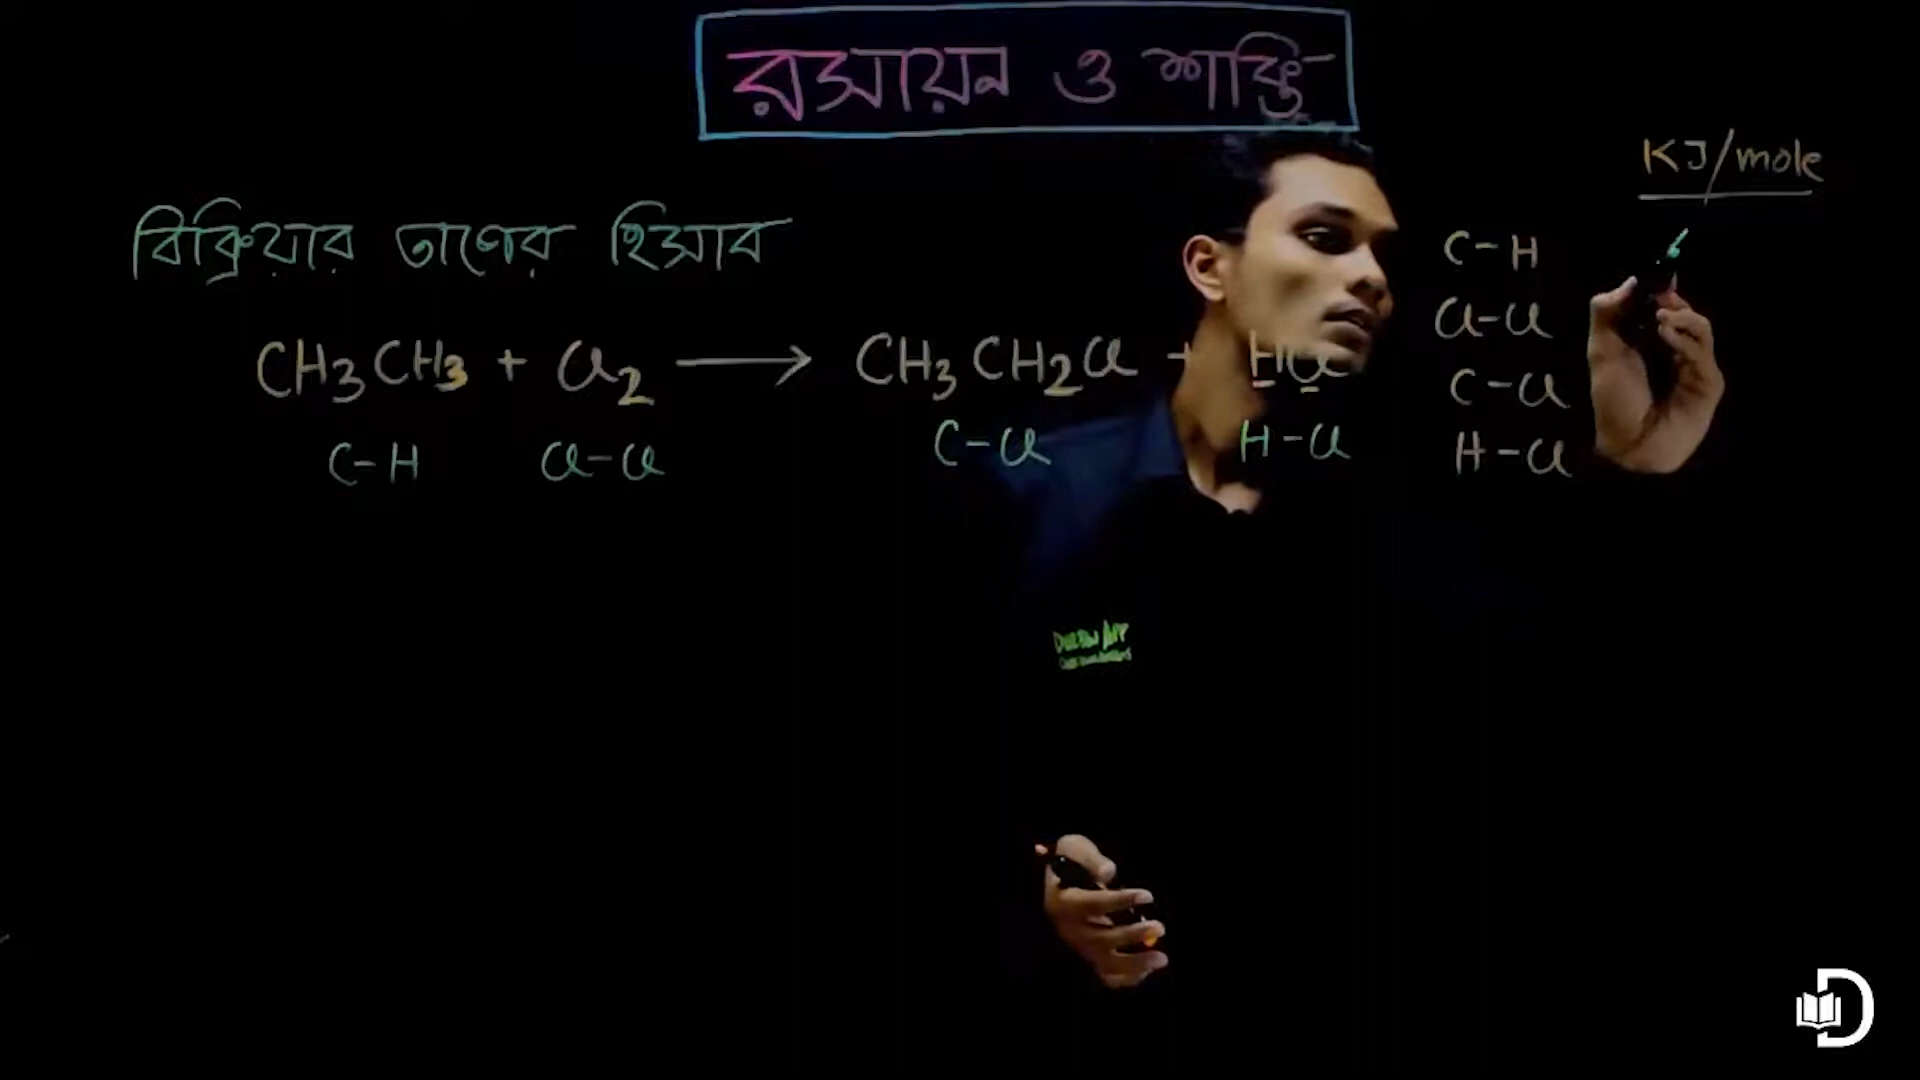 রসায়ন ও শক্তি
KJ/mole
বিক্রিয়ার তাপের হিসাব
CH3CH3 + Cl2 ⟶ CH3CH2Cl + HCl
C-H Cl-Cl C-Cl H-Cl
C-H
Cl-Cl
C-Cl
H-Cl
D